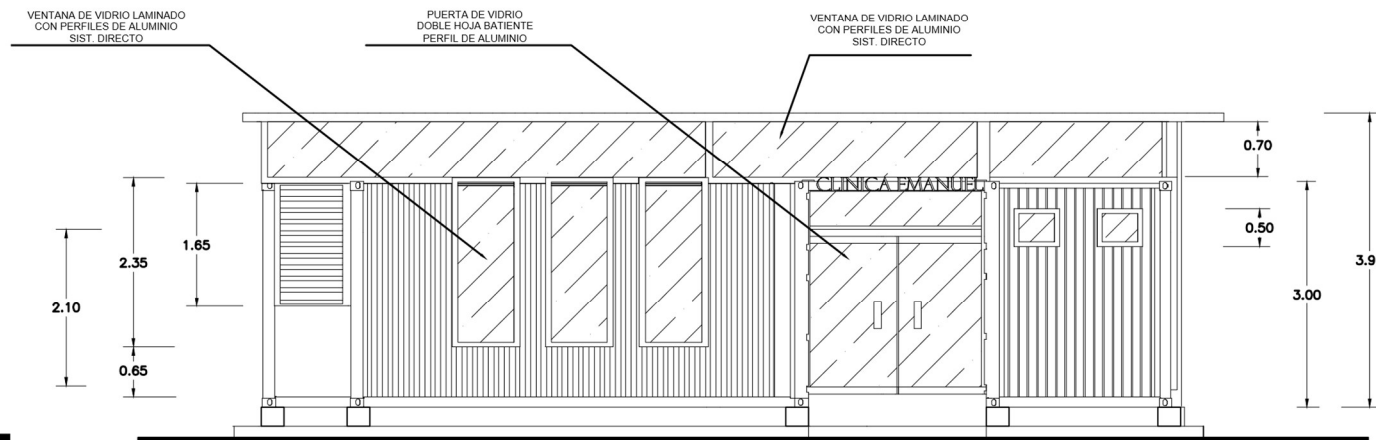 VENTANA DE VIDRIO LAMINADO
CON PERFILES DE ALUMINIO
SIST. DIRECTO
PUERTA DE VIDRIO
DOBLE HOJA BATIENTE
PERFIL DE ALUMINIO
VENTANA DE VIDRIO LAMINADO
CON PERFILES DE ALUMINIO
SIST. DIRECTO
0.70
CLINICA EMANUEL
1.65
0.50
2.35
3.9
2.10
3.00
0.65